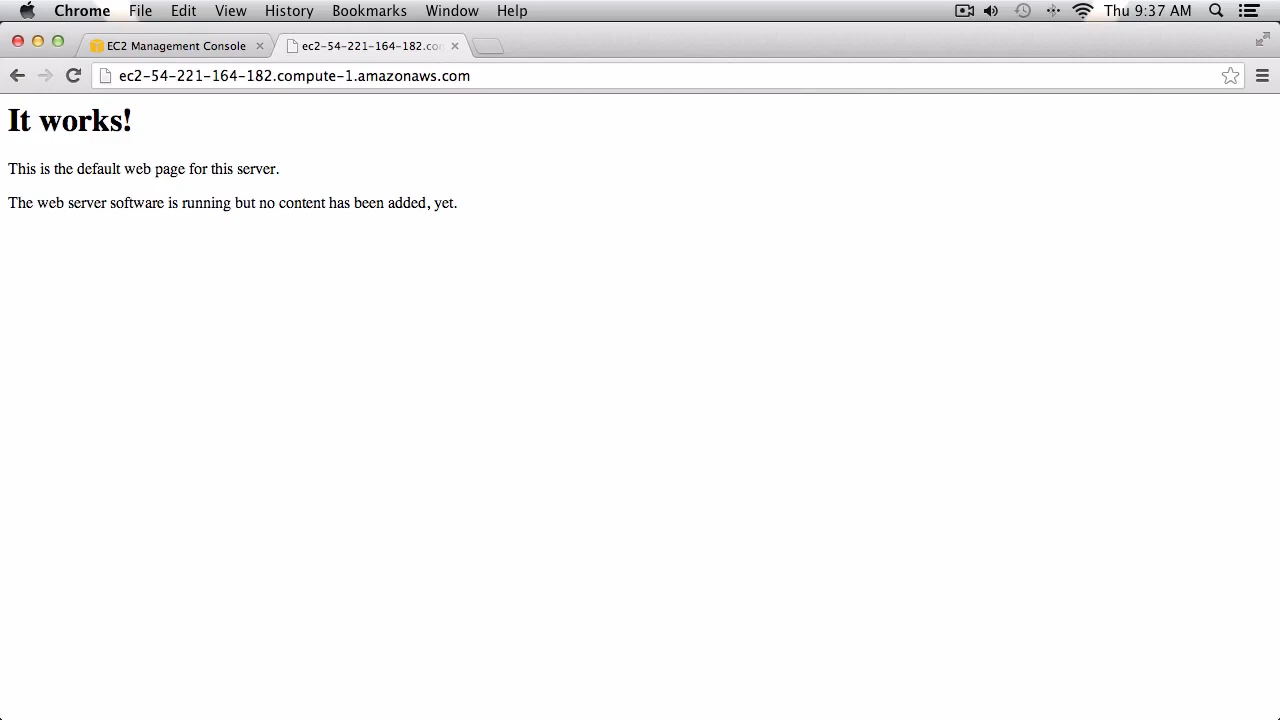 Chrome File Edit View History Bookmarks Window Help Thu 9:37 AM
EC2 Management Console ec2-54-221-164-182.con
ec2-54-221-164-182.compute-1.amazonaws.com
It works!
This is the default web page for this server.
The web server software is running but no content has been added, yet.